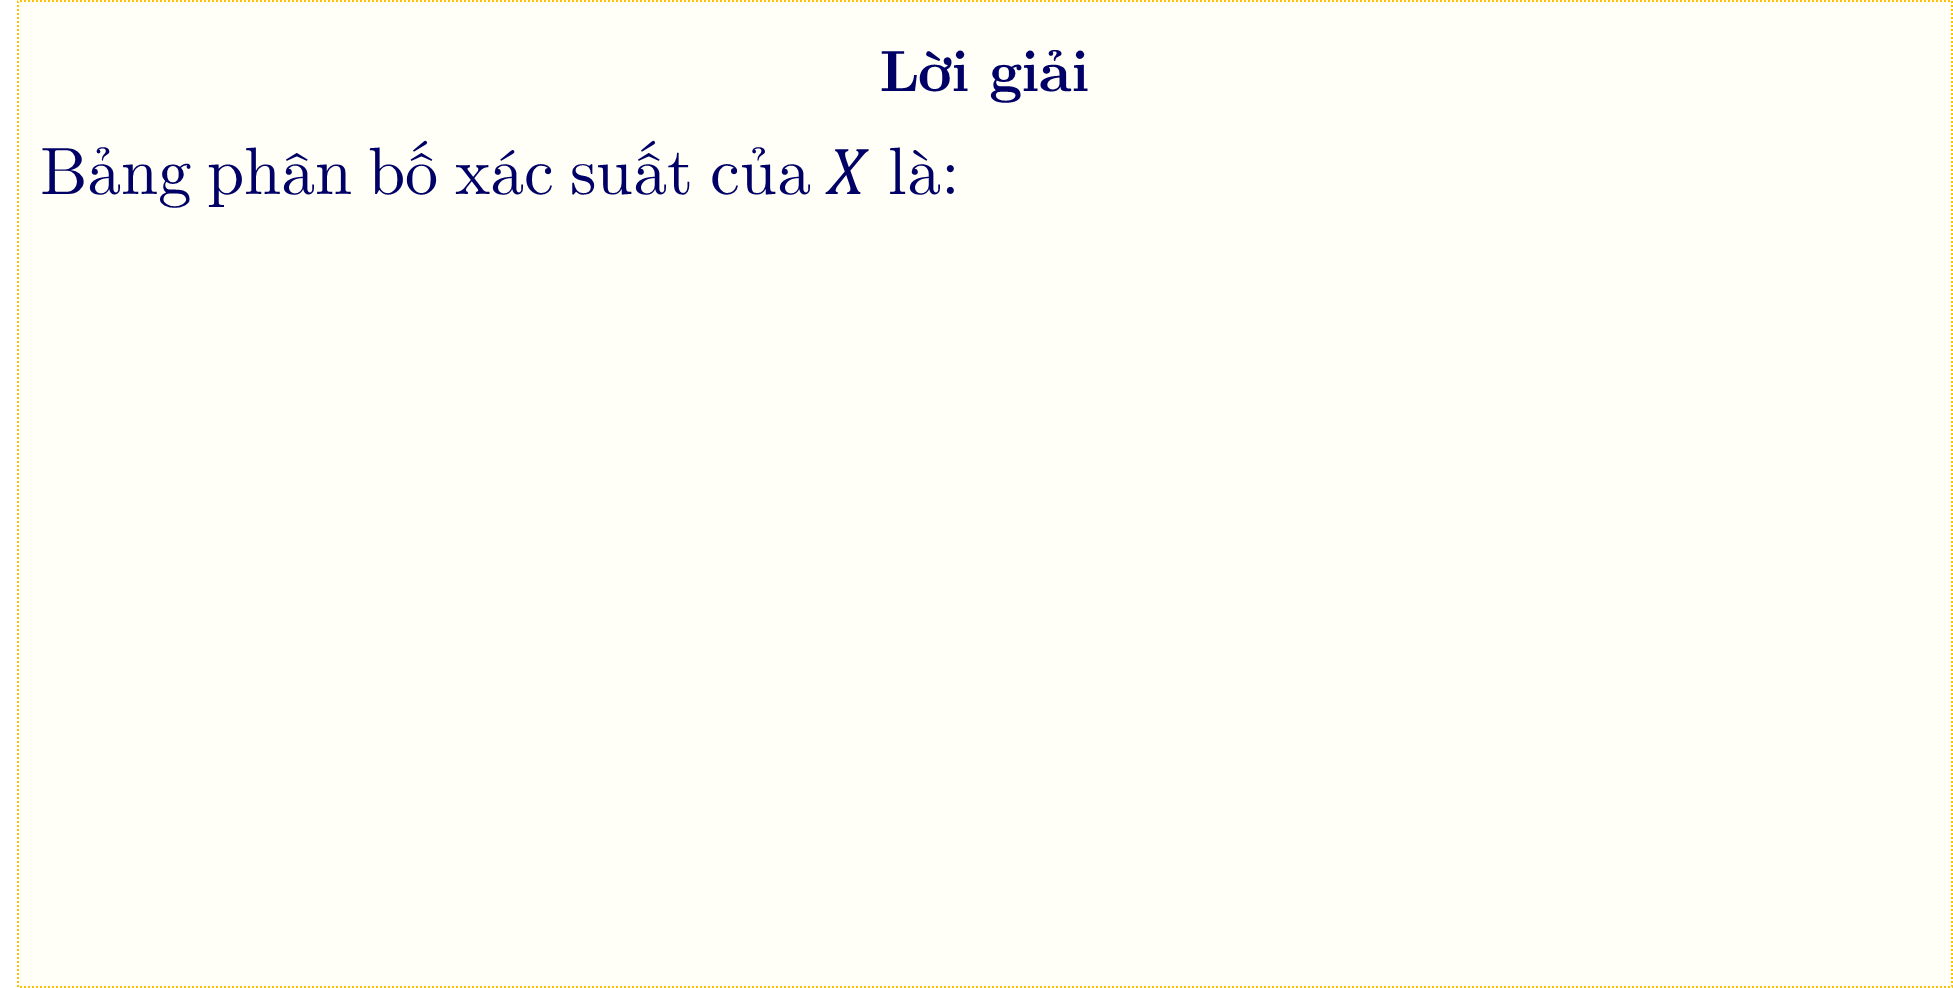 Lời giải
Bảng phân bố xác suất của X là: